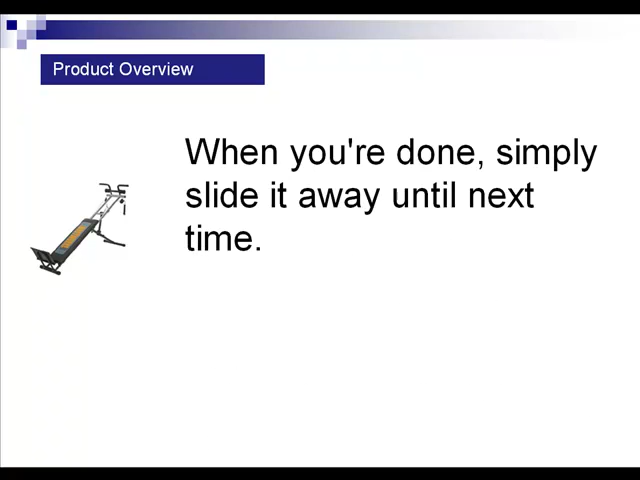 Product Overview
When you're done, simply
slide it away until next
time.